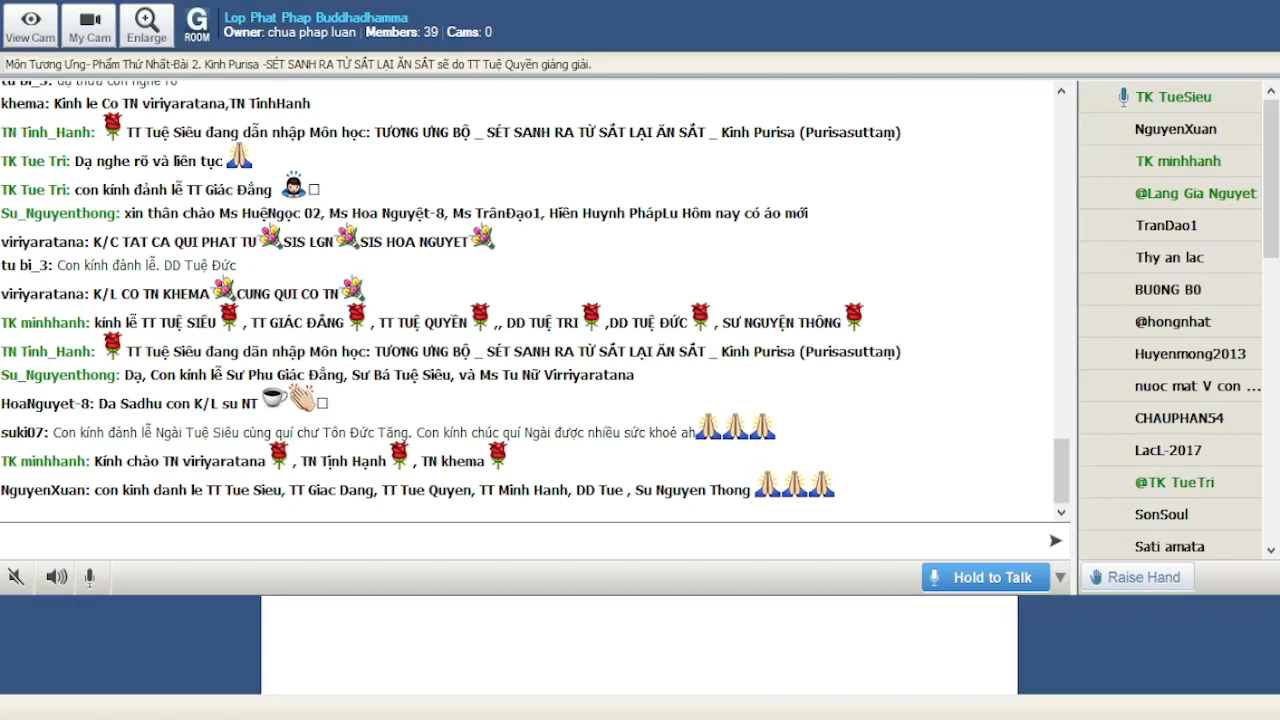 View Cam
My Cam
Enlarge
G ROOM
Lop Phat Phap Buddhadhamma
Owner: chua phap luan | Members: 39 | Cams: 0
Môn Tương Ưng- Phẩm Thứ Nhất-Bài 2. Kinh Purisa -SÉT SANH RA TỪ SẮT LẠI ĂN SẮT sẽ do TT Tuệ Quyền giảng giải.
khema: Kinh le Co TN viriyaratana,TN TinhHanh
TN Tinh_Hanh: TT Tuệ Siêu đang dẫn nhập Môn học: TƯƠNG ƯNG BỘ _ SÉT SANH RA TỪ SẮT LẠI ĂN SẮT _ Kinh Purisa (Purisasuttaṃ)
TK Tue Tri: Dạ nghe rõ và liên tục
TK Tue Tri: con kính đảnh lễ TT Giác Đẳng
Su_Nguyenthong: xin thân chào Ms HuệNgọc 02, Ms Hoa Nguyệt-8, Ms TrầnĐạo1, Hiền Huynh PhápLu Hôm nay có áo mới
viriyaratana: K/C TAT CA QUI PHAT TU SIS LGN SIS HOA NGUYET
tu bi_3: Con kính đảnh lễ. DD Tuệ Đức
viriyaratana: K/L CO TN KHEMA CUNG QUI CO TN
TK minhhanh: kính lễ TT TUỆ SIÊU , TT GIÁC ĐẲNG , TT TUỆ QUYỀN ,, DD TUỆ TRI ,DD TUỆ ĐỨC , SƯ NGUYỆN THÔNG
TN Tinh_Hanh: TT Tuệ Siêu đang dẫn nhập Môn học: TƯƠNG ƯNG BỘ _ SÉT SANH RA TỪ SẮT LẠI ĂN SẮT _ Kinh Purisa (Purisasuttaṃ)
Su_Nguyenthong: Dạ, Con kính lễ Sư Phu Giác Đẳng, Sư Bá Tuệ Siêu, và Ms Tu Nữ Virriyaratana
HoaNguyet-8: Da Sadhu con K/L su NT
suki07: Con kính đảnh lễ Ngài Tuệ Siêu cùng quí chư Tôn Đức Tăng. Con kính chúc quí Ngài được nhiều sức khoẻ ah
TK minhhanh: Kính chào TN viriyaratana , TN Tịnh Hạnh , TN khema
NguyenXuan: con kinh danh le TT Tue Sieu, TT Giac Dang, TT Tue Quyen, TT Minh Hanh, DD Tue , Su Nguyen Thong
Hold to Talk
TK TueSieu
NguyenXuan
TK minhhanh
@Lang Gia Nguyet
TranDao1
Thy an lac
BU0NG B0
@hongnhat
Huyenmong2013
nuoc mat V con ...
CHAUPHAN54
LacL-2017
@TK TueTri
SonSoul
Sati amata
Raise Hand